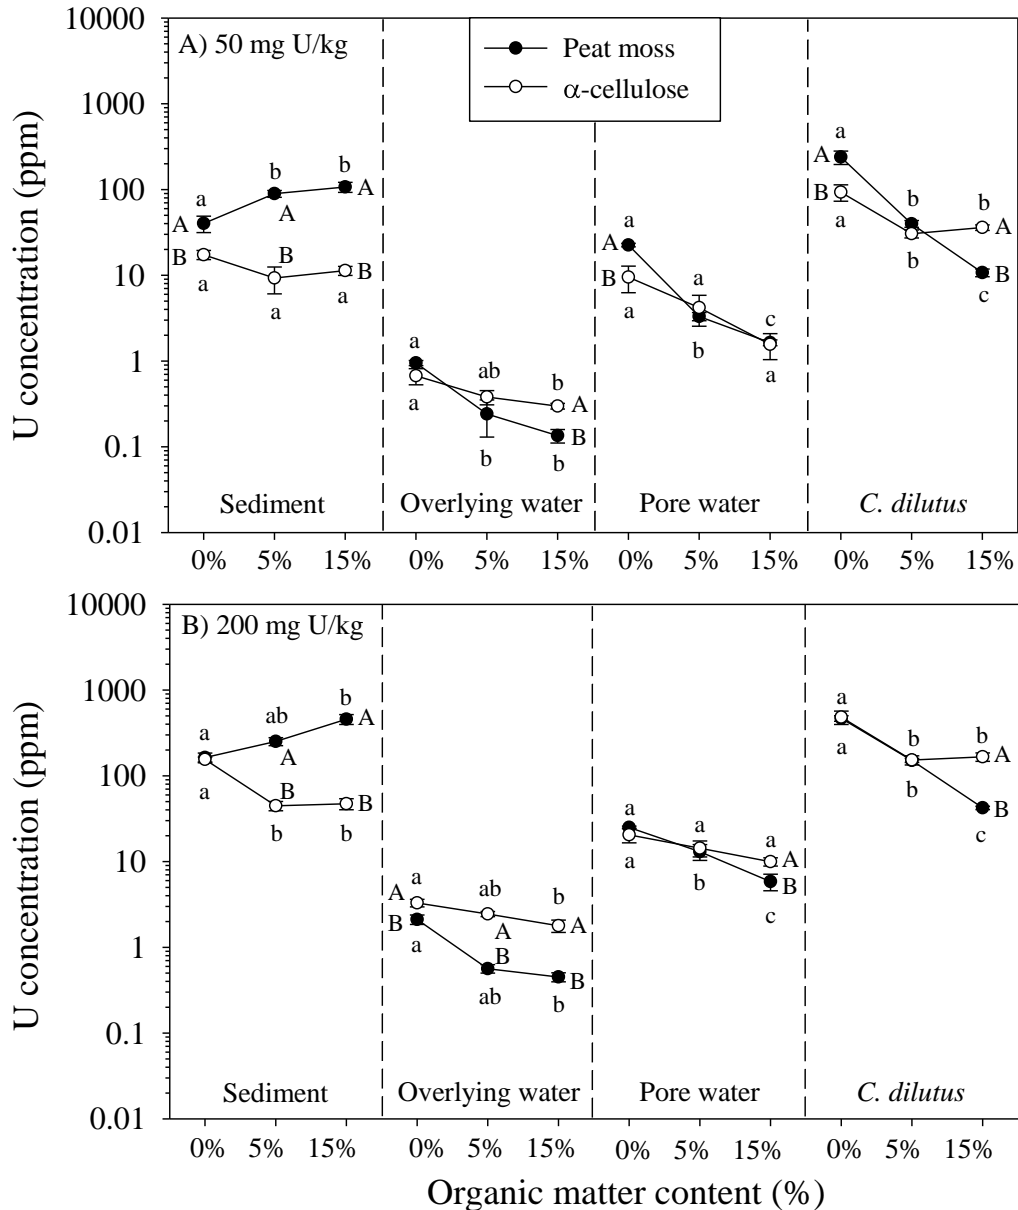 A) 50 mg U/kg
Peat moss
α-cellulose
U concentration (ppm)
10000
1000
100
10
1
0.1
0.01
a b b
A A A
B B B
a a a
a ab b
A
B
a b b
a a c
A
B
a b a
a b b
A A
B B
a b c
Sediment Overlying water Pore water C. dilutus
0% 5% 15% 0% 5% 15% 0% 5% 15% 0% 5% 15%
B) 200 mg U/kg
U concentration (ppm)
10000
1000
100
10
1
0.1
0.01
a ab b
A A
B B
a b b
a ab b
A A A
B B B
a ab b
a a a
A
B
a b c
a b b
A
B
a b c
Sediment Overlying water Pore water C. dilutus
0% 5% 15% 0% 5% 15% 0% 5% 15% 0% 5% 15%
Organic matter content (%)